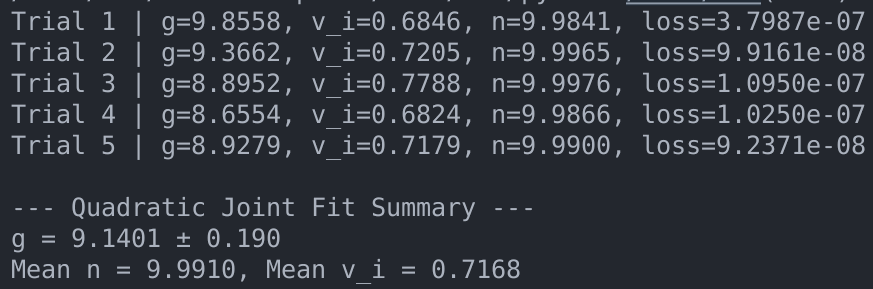 Trial 1 | g=9.8558, v_i=0.6846, n=9.9841, loss=3.7987e-07
Trial 2 | g=9.3662, v_i=0.7205, n=9.9965, loss=9.9161e-08
Trial 3 | g=8.8952, v_i=0.7788, n=9.9976, loss=1.0950e-07
Trial 4 | g=8.6554, v_i=0.6824, n=9.9866, loss=1.0250e-07
Trial 5 | g=8.9279, v_i=0.7179, n=9.9900, loss=9.2371e-08
--- Quadratic Joint Fit Summary ---
g = 9.1401 ± 0.190
Mean n = 9.9910, Mean v_i = 0.7168